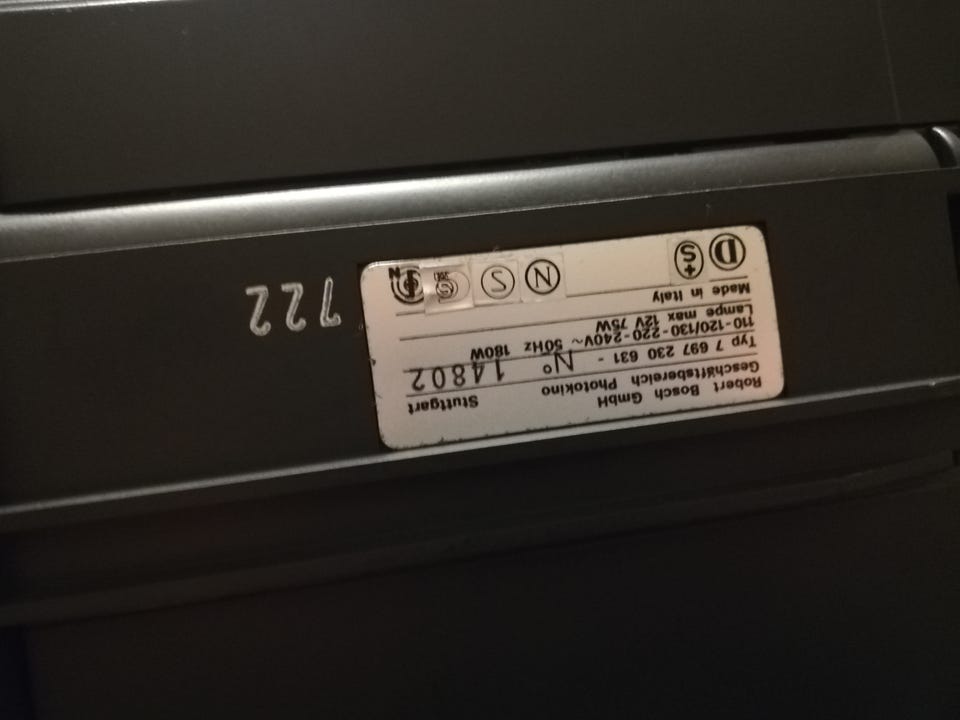 Robert Bosch GmbH
Geschäftsbereich Photokino Stuttgart
Typ 7 697 230 631 - Nº 14802
110-120/130-220-240V~ 50Hz 180W
Lampe max 12V 75W
Made in Italy
D +S N S
722